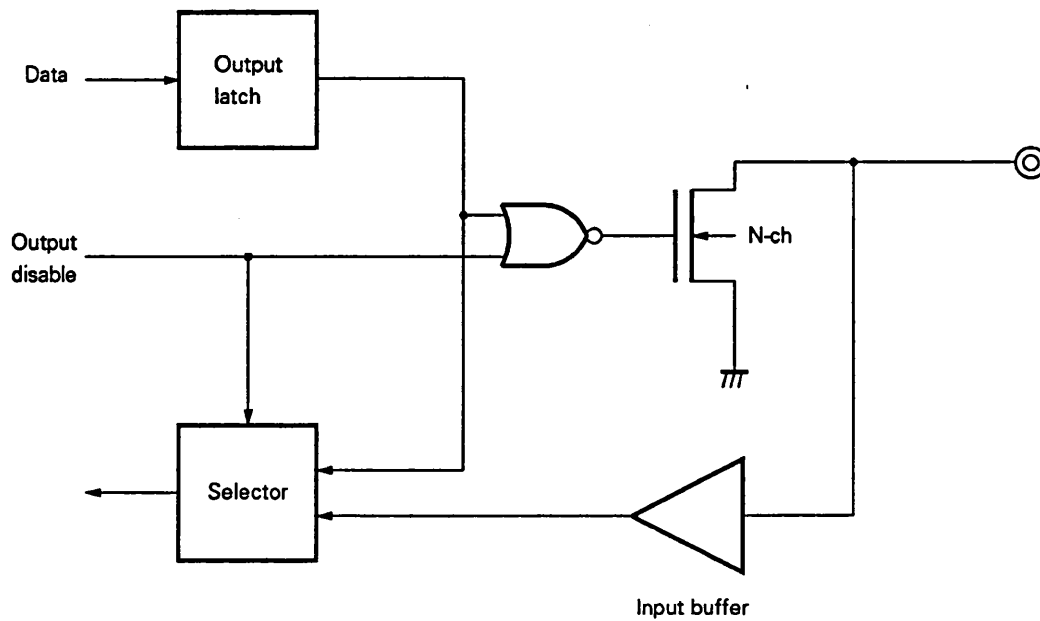 Data
Output
latch
Output
disable
N-ch
Selector
Input buffer